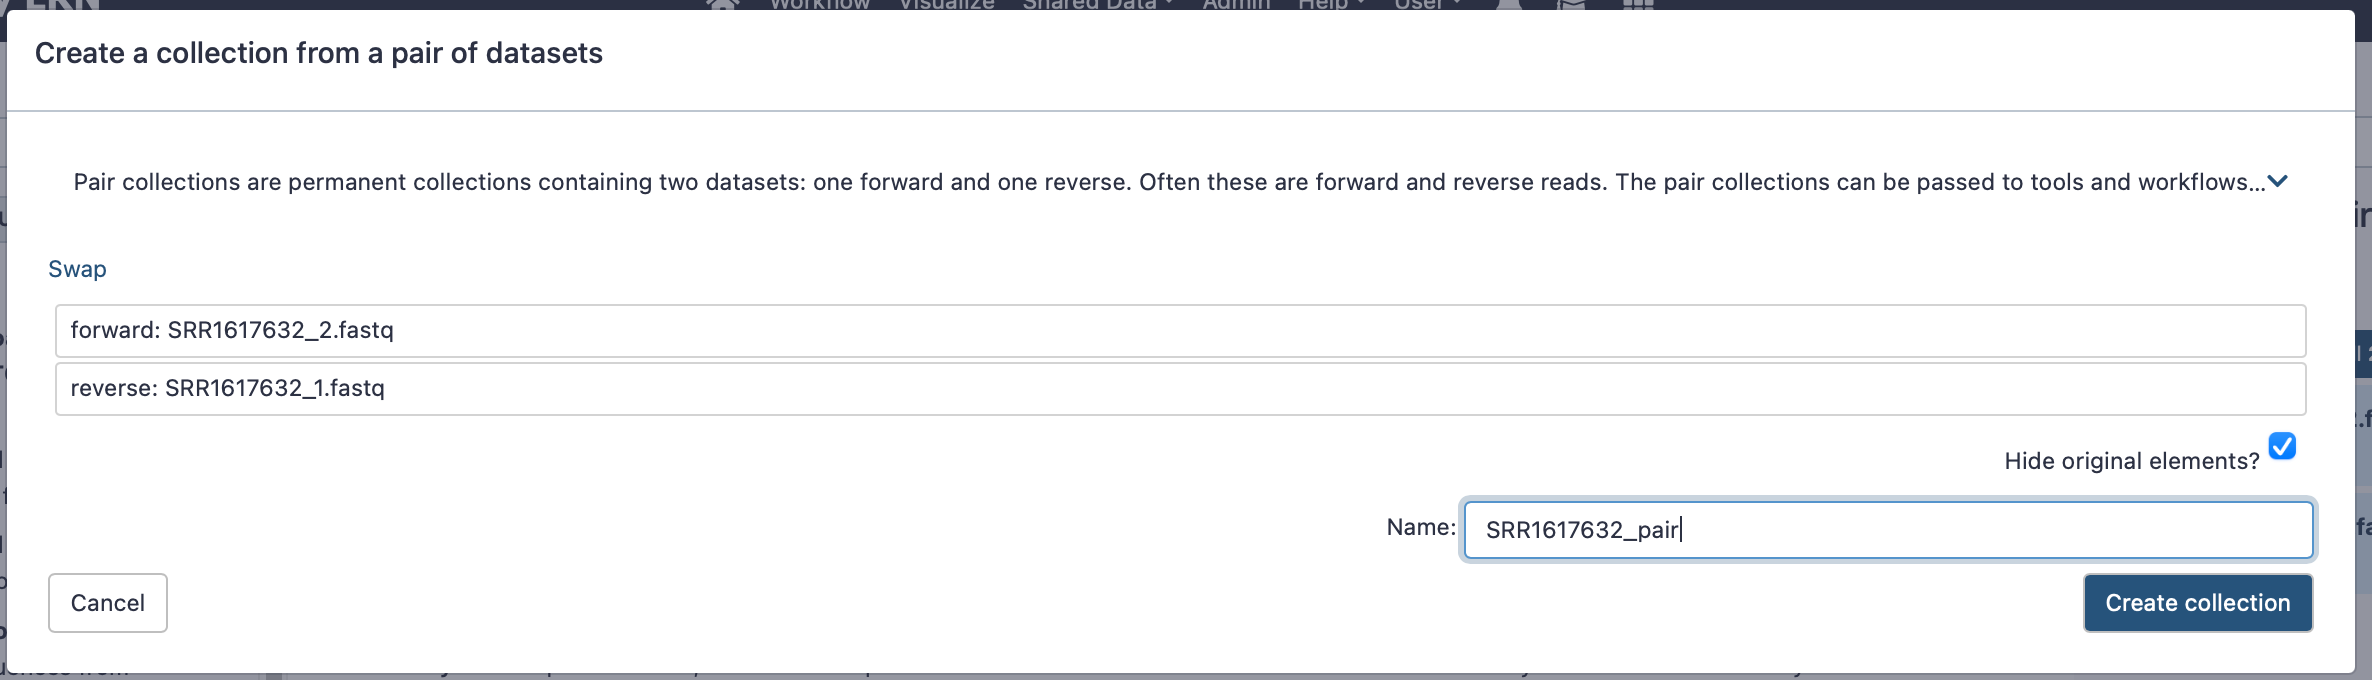 Workflow Visualize Shared Data Admin Help User
Create a collection from a pair of datasets
Pair collections are permanent collections containing two datasets: one forward and one reverse. Often these are forward and reverse reads. The pair collections can be passed to tools and workflows...
Swap
forward: SRR1617632_2.fastq
reverse: SRR1617632_1.fastq
Hide original elements?
Name: SRR1617632_pair
Cancel
Create collection